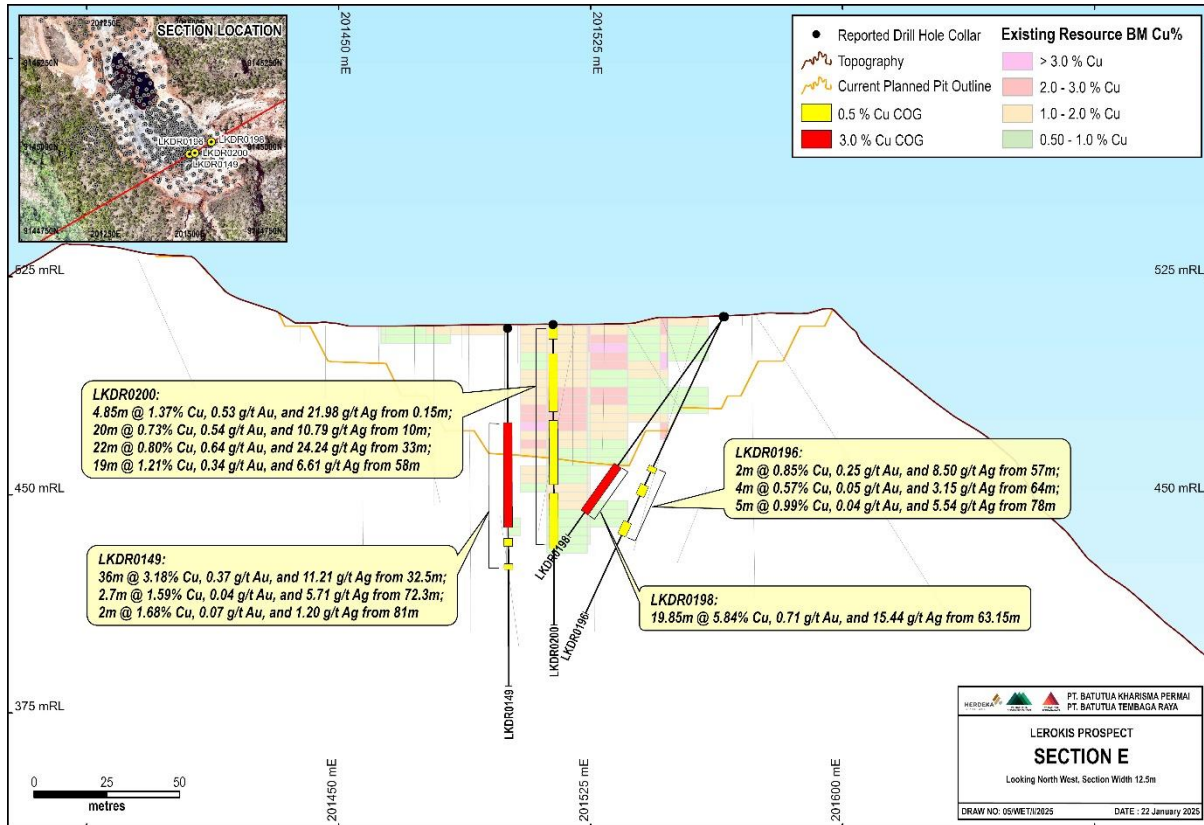 SECTION LOCATION
201250E
201500E
9145250N
9145250N
9145000N
9145000N
9144750N
9144750N
201250E
201500E
LKDR0198
LKDR0196
LKDR0200
LKDR0149
201450 mE
201525 mE
Reported Drill Hole Collar
Topography
Current Planned Pit Outline
0.5 % Cu COG
3.0 % Cu COG
Existing Resource BM Cu%
> 3.0 % Cu
2.0 - 3.0 % Cu
1.0 - 2.0 % Cu
0.50 - 1.0 % Cu
525 mRL
525 mRL
LKDR0200:
4.85m @ 1.37% Cu, 0.53 g/t Au, and 21.98 g/t Ag from 0.15m;
20m @ 0.73% Cu, 0.54 g/t Au, and 10.79 g/t Ag from 10m;
22m @ 0.80% Cu, 0.64 g/t Au, and 24.24 g/t Ag from 33m;
19m @ 1.21% Cu, 0.34 g/t Au, and 6.61 g/t Ag from 58m
LKDR0196:
2m @ 0.85% Cu, 0.25 g/t Au, and 8.50 g/t Ag from 57m;
4m @ 0.57% Cu, 0.05 g/t Au, and 3.15 g/t Ag from 64m;
5m @ 0.99% Cu, 0.04 g/t Au, and 5.54 g/t Ag from 78m
450 mRL
450 mRL
LKDR0149:
36m @ 3.18% Cu, 0.37 g/t Au, and 11.21 g/t Ag from 32.5m;
2.7m @ 1.59% Cu, 0.04 g/t Au, and 5.71 g/t Ag from 72.3m;
2m @ 1.68% Cu, 0.07 g/t Au, and 1.20 g/t Ag from 81m
LKDR0198:
19.85m @ 5.84% Cu, 0.71 g/t Au, and 15.44 g/t Ag from 63.15m
LKDR0198
LKDR0196
LKDR0200
LKDR0149
375 mRL
375 mRL
0 25 50
metres
201450 mE
201525 mE
201600 mE
PT. BATUTUA KHARISMA PERMAI
PT. BATUTUA TEMBAGA RAYA
LEROKIS PROSPECT
SECTION E
Looking North West, Section Width 12.5m
DRAW NO: 05/WET/I/2025
DATE : 22 January 2025